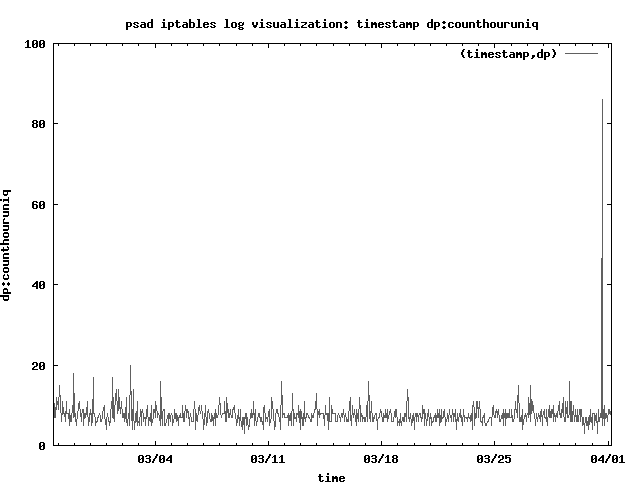 psad iptables log visualization: timestamp dp:counthouruniq
(timestamp,dp)
100
80
60
40
20
0
dp:counthouruniq
03/04 03/11 03/18 03/25 04/01
time